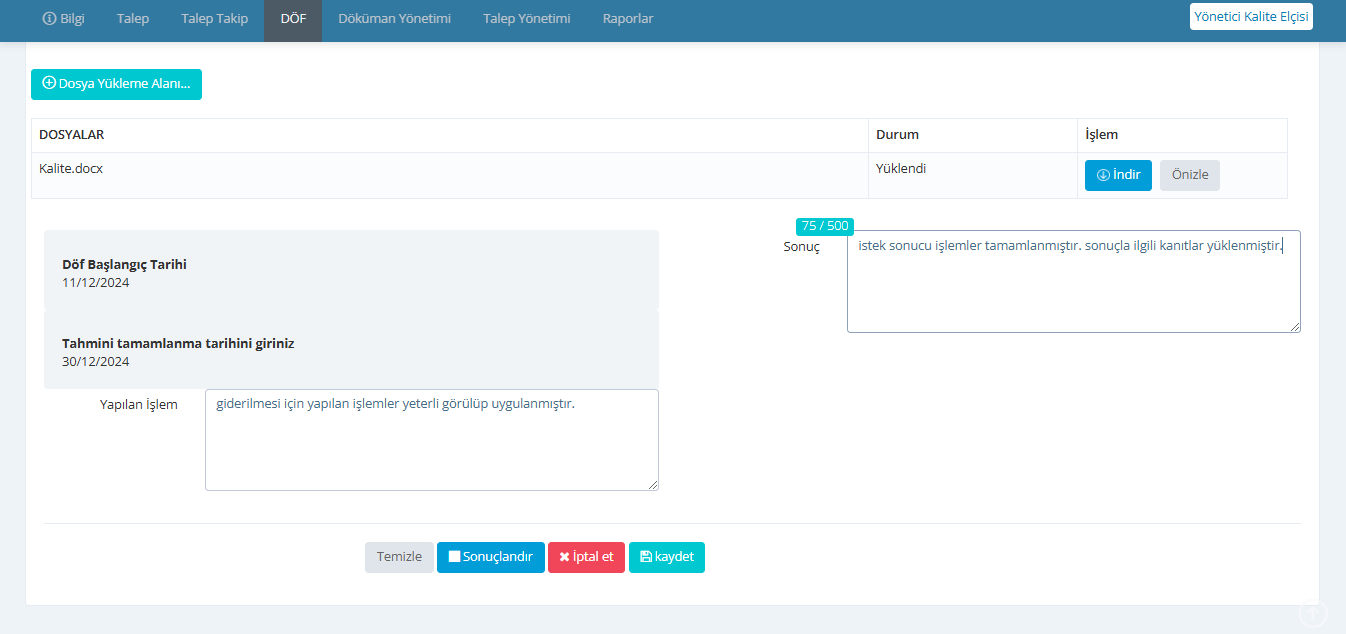 Bilgi Talep Talep Takip DÖF Döküman Yönetimi Talep Yönetimi Raporlar Yönetici Kalite Elçisi
Dosya Yükleme Alanı...
DOSYALAR Durum İşlem
Kalite.docx Yüklendi İndir Önizle
75 / 500
Sonuç istek sonucu işlemler tamamlanmıştır. sonuçla ilgili kanıtlar yüklenmiştir.
Döf Başlangıç Tarihi
11/12/2024
Tahmini tamamlanma tarihini giriniz
30/12/2024
Yapılan İşlem giderilmesi için yapılan işlemler yeterli görülüp uygulanmıştır.
Temizle Sonuçlandır İptal et kaydet